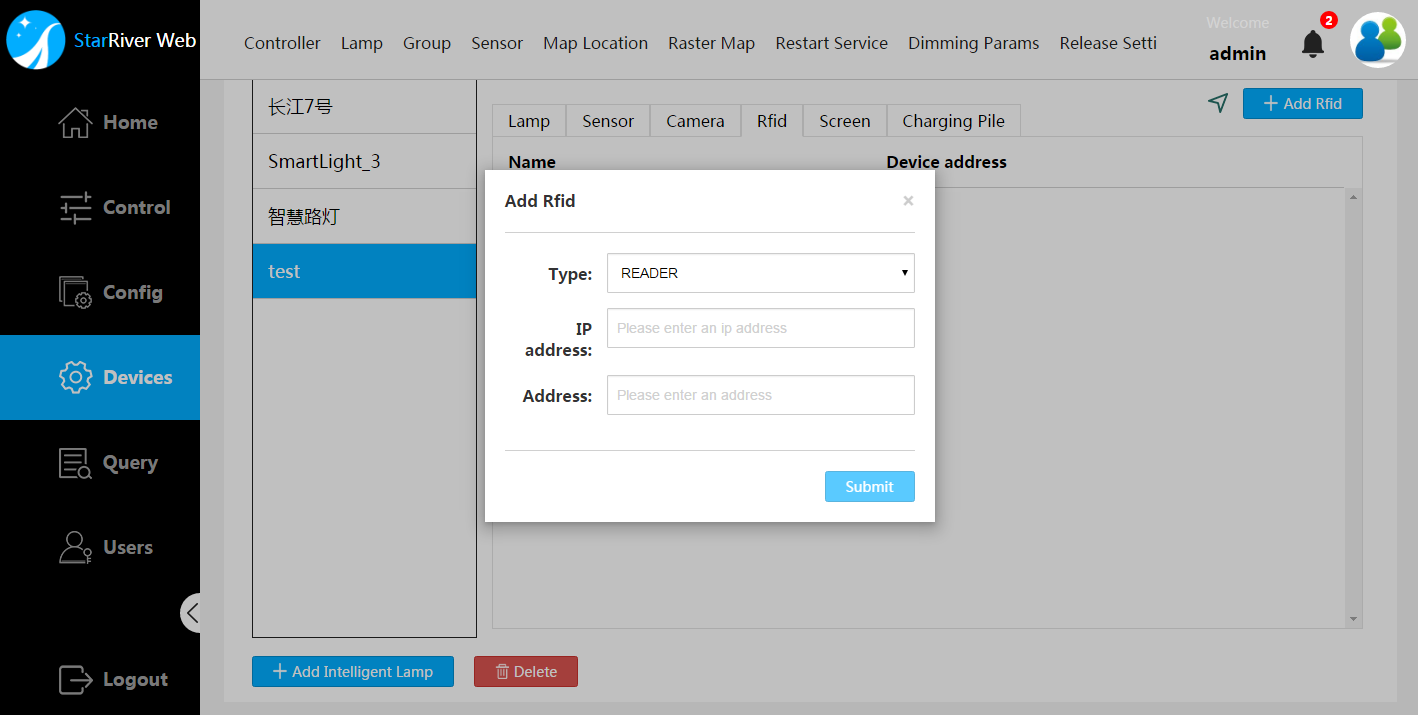 StarRiver Web
Controller Lamp Group Sensor Map Location Raster Map Restart Service Dimming Params Release Setti
Welcome
admin
2
Home
Control
Config
Devices
Query
Users
Logout
长江7号
SmartLight_3
智慧路灯
test
Add Rfid
Lamp Sensor Camera Rfid Screen Charging Pile
Name Device address
Add Rfid ×
Type: READER
IP address: Please enter an ip address
Address: Please enter an address
Submit
Add Intelligent Lamp Delete